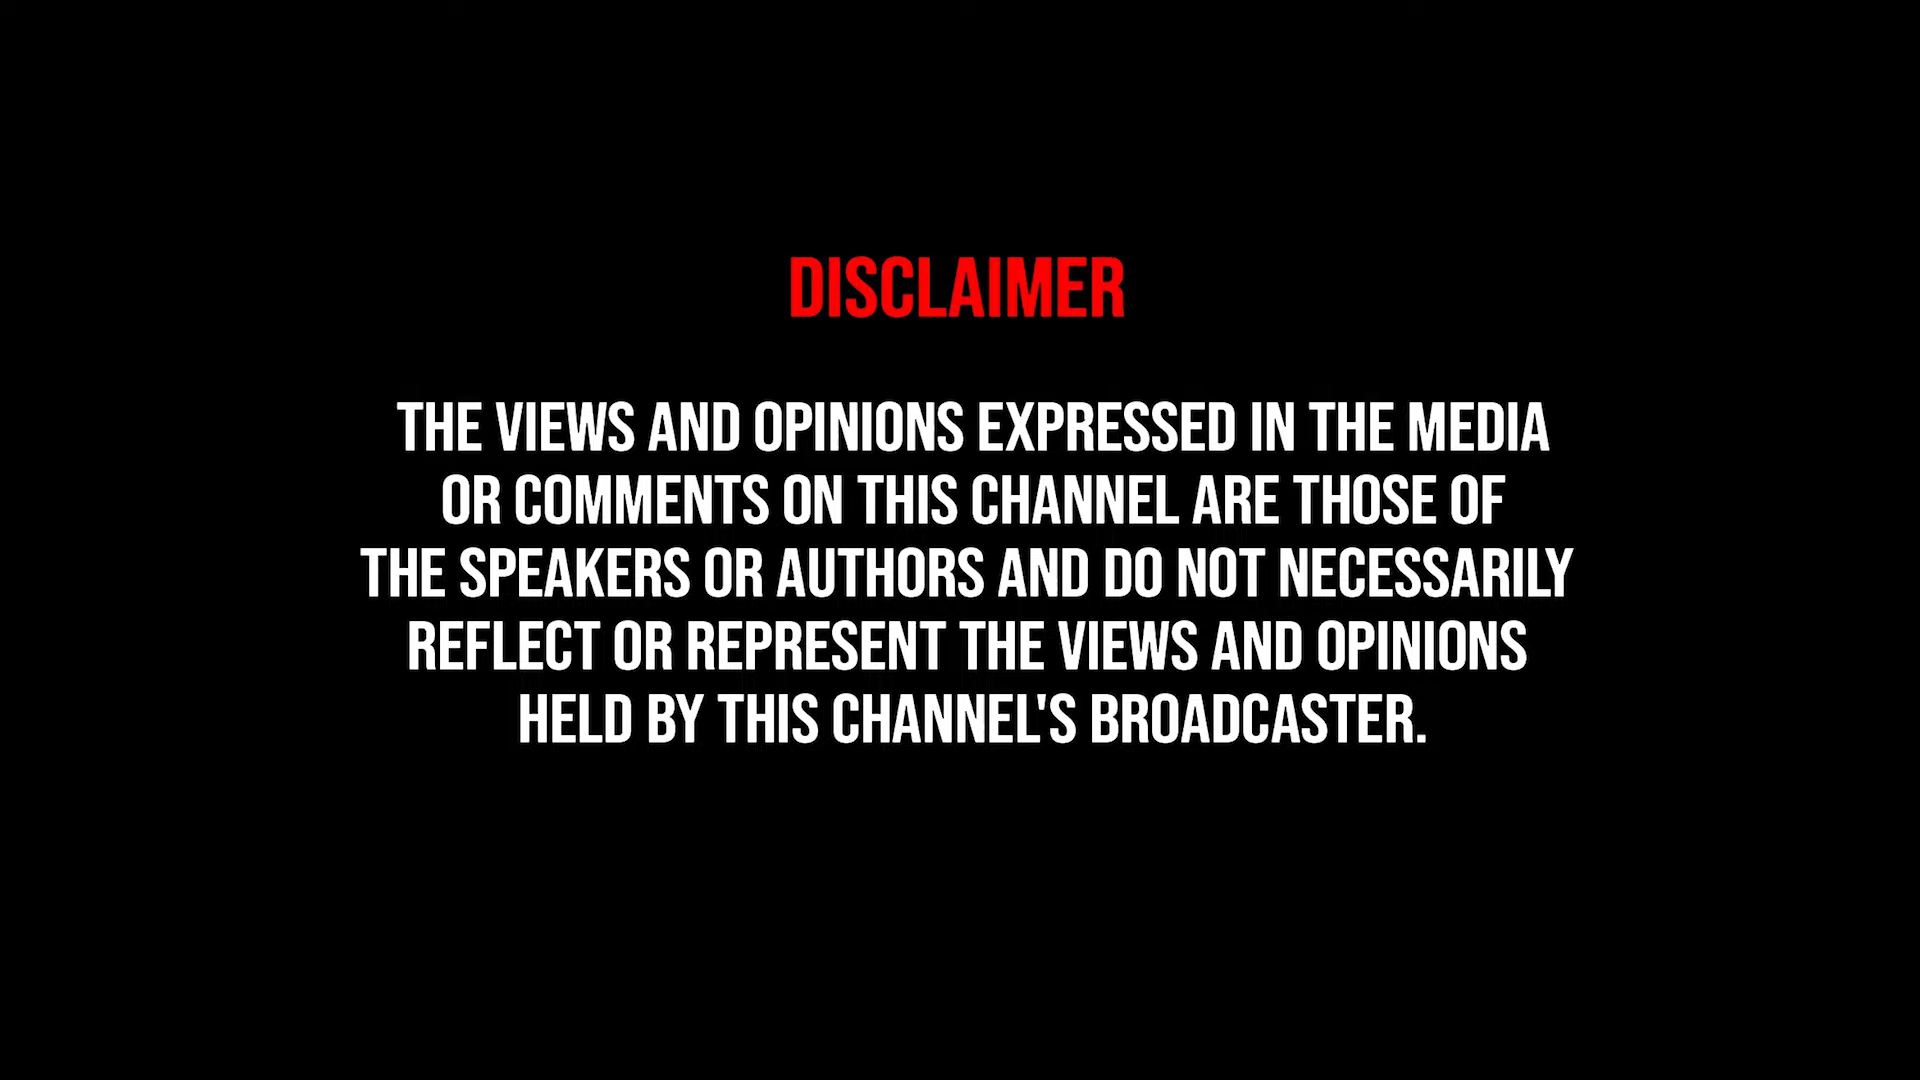 DISCLAIMER
THE VIEWS AND OPINIONS EXPRESSED IN THE MEDIA
OR COMMENTS ON THIS CHANNEL ARE THOSE OF
THE SPEAKERS OR AUTHORS AND DO NOT NECESSARILY
REFLECT OR REPRESENT THE VIEWS AND OPINIONS
HELD BY THIS CHANNEL'S BROADCASTER.